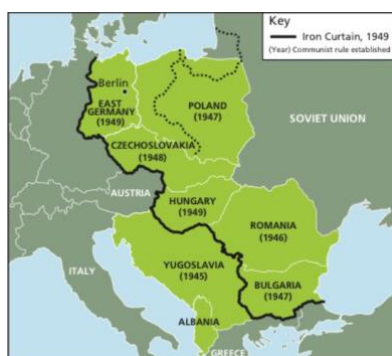 Key
Iron Curtain, 1949
(Year) Communist rule established
Berlin
EAST
GERMANY
(1949)
POLAND
(1947)
SOVIET UNION
CZECHOSLOVAKIA
(1948)
AUSTRIA
HUNGARY
(1949)
ROMANIA
(1946)
ITALY
YUGOSLAVIA
(1945)
BULGARIA
(1947)
ALBANIA
GREECE